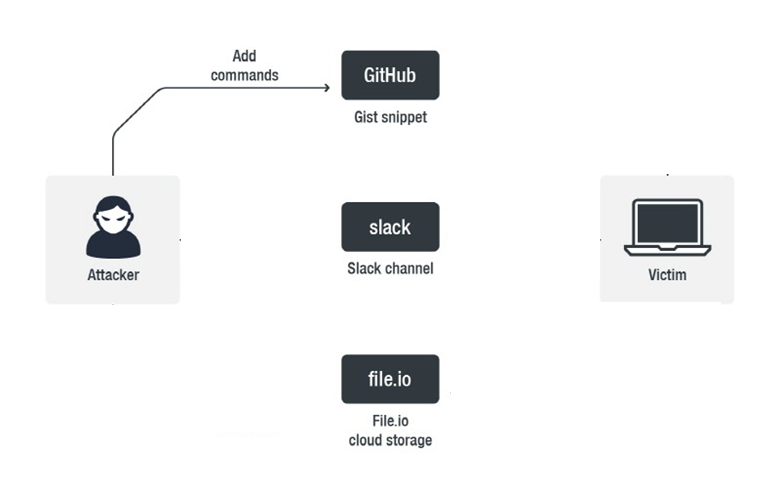 Add
commands
GitHub
Gist snippet
Attacker
slack
Slack channel
Victim
file.io
File.io
cloud storage